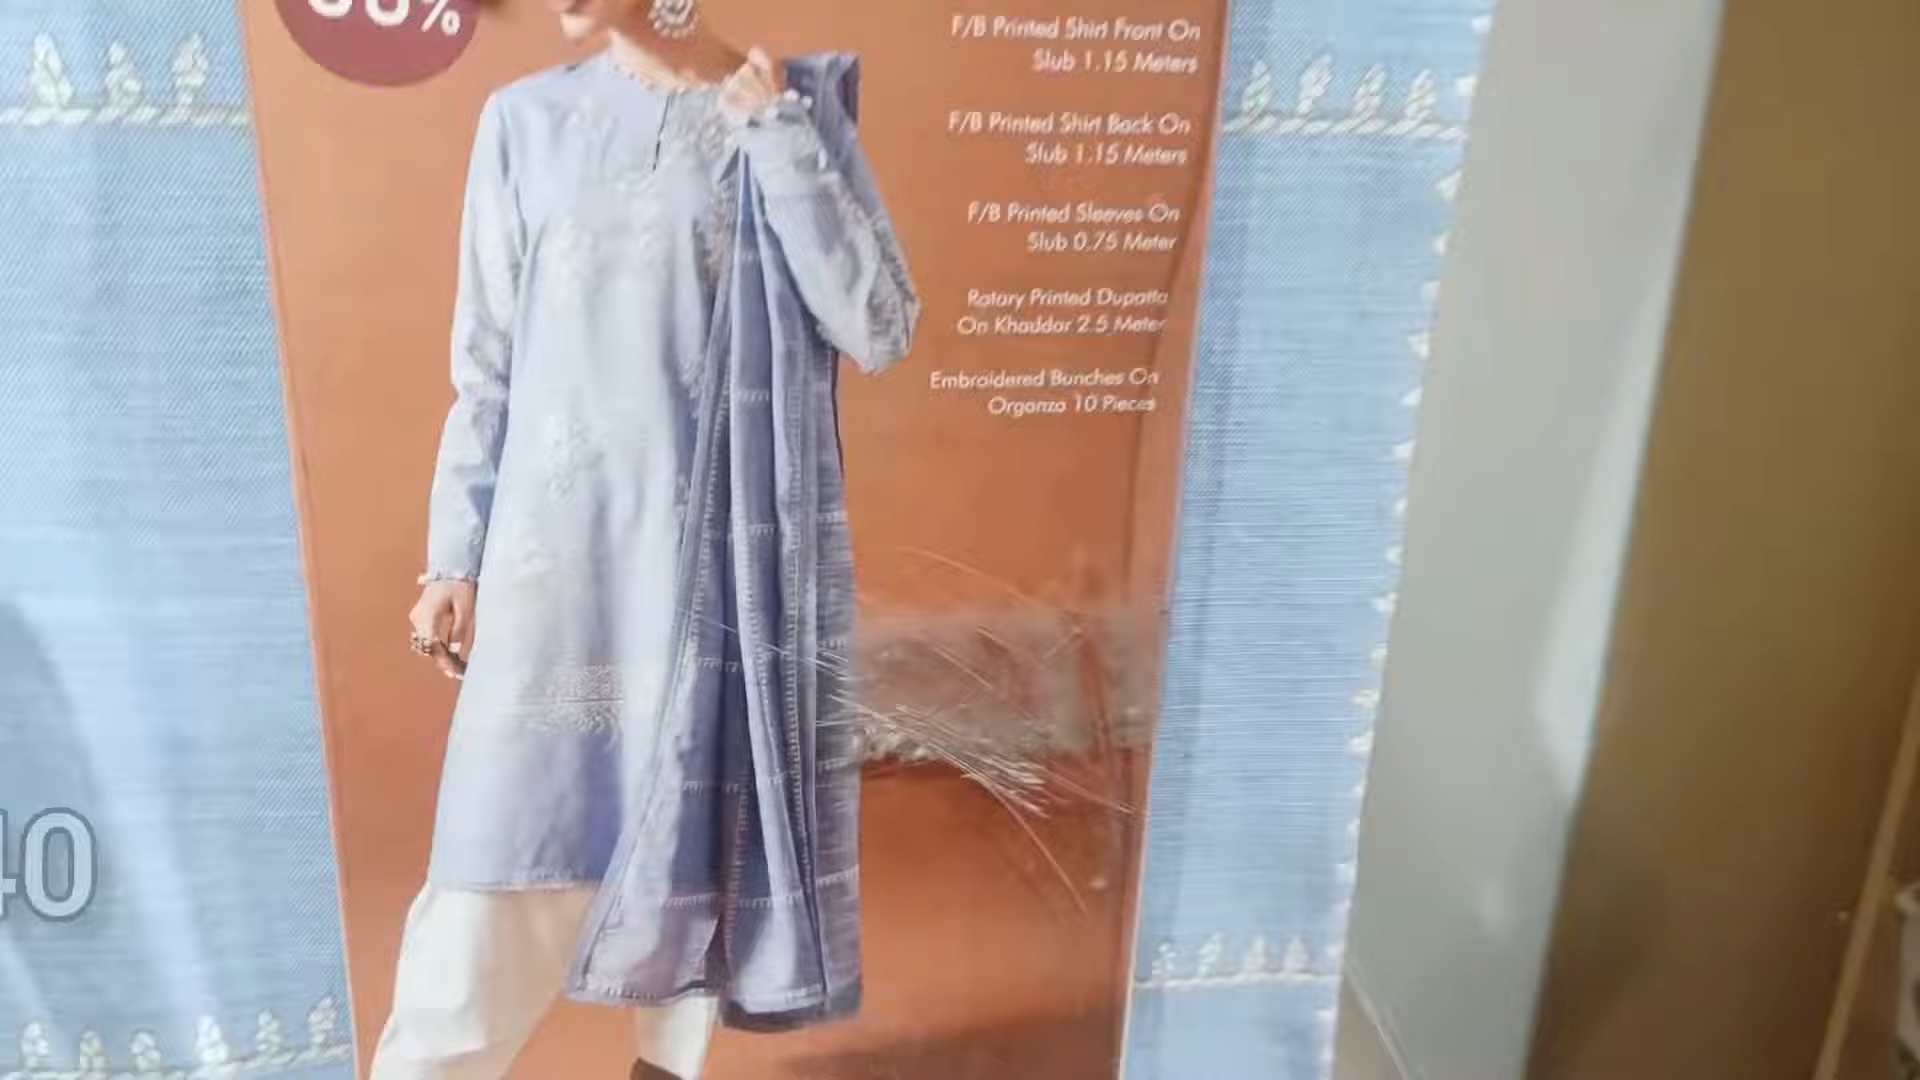 %
F/B Printed Shirt Front On
Slub 1.15 Meters
F/B Printed Shirt Back On
Slub 1.15 Meters
F/B Printed Sleeves On
Slub 0.75 Meter
Rotary Printed Dupatta
On Khaddar 2.5 Meter
Embroidered Bunches On
Organza 10 Pieces
40